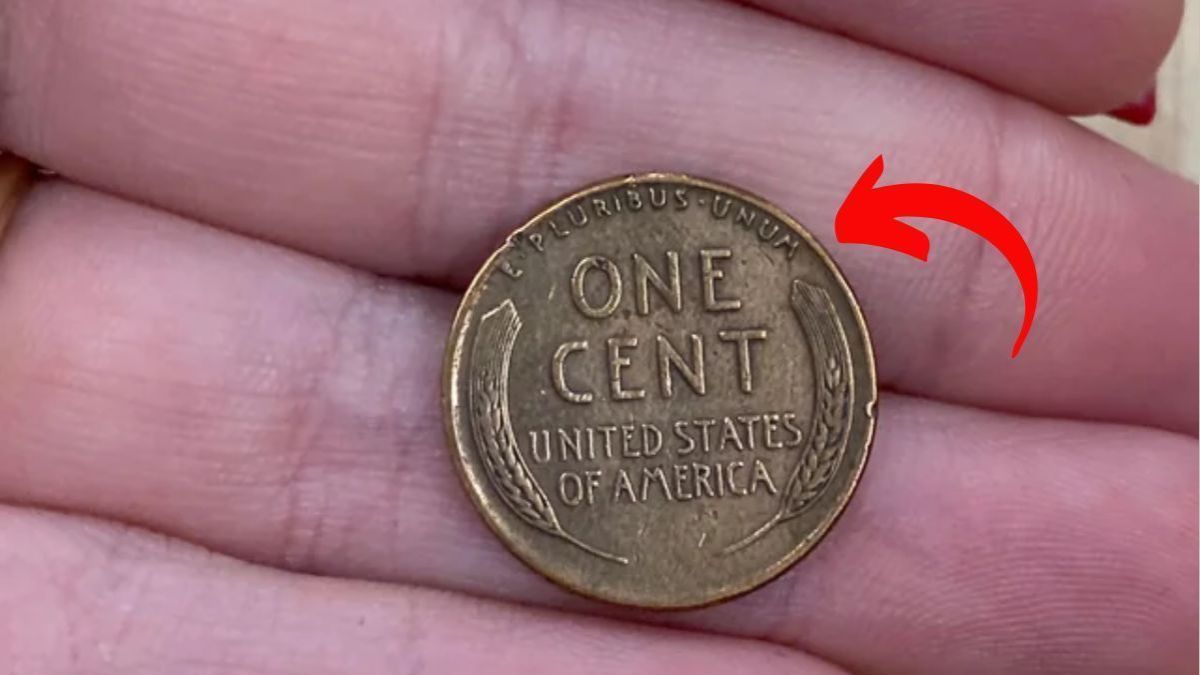 E·PLURIBUS·UNUM
ONE
CENT
UNITED STATES
OF AMERICA